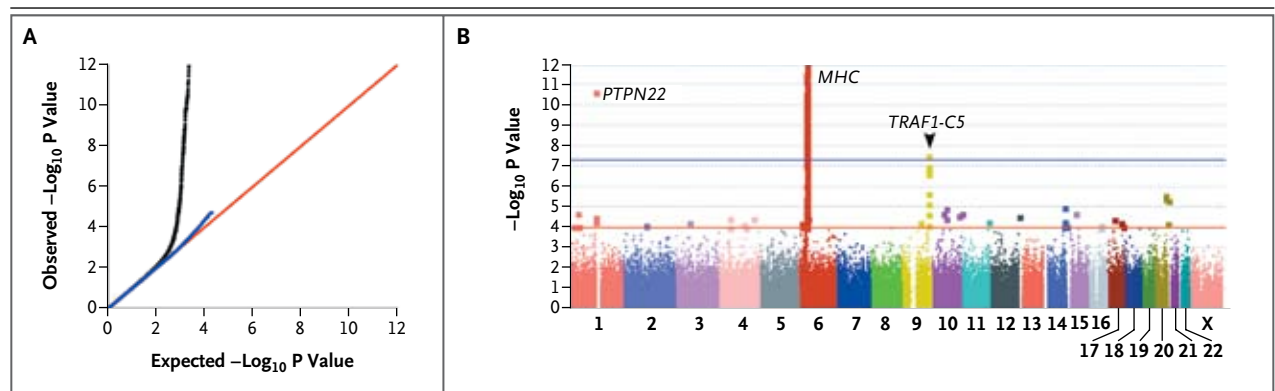 A
Observed –Log10 P Value
12
10
8
6
4
2
0
0 2 4 6 8 10 12
Expected –Log10 P Value
B
–Log10 P Value
12
11
10
9
8
7
6
5
4
3
2
1
0
PTPN22
MHC
TRAF1-C5
1 2 3 4 5 6 7 8 9 10 11 12 13 14 15 16 X
17 18 19 20 21 22